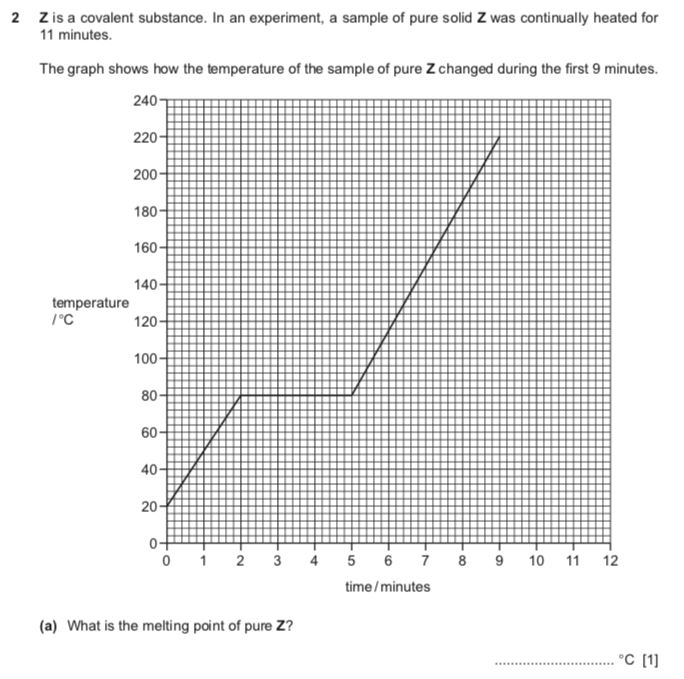 2 Z is a covalent substance. In an experiment, a sample of pure solid Z was continually heated for
11 minutes.
The graph shows how the temperature of the sample of pure Z changed during the first 9 minutes.
240
220
200
180
160
140
temperature
/ °C
120
100
80
60
40
20
0
0 1 2 3 4 5 6 7 8 9 10 11 12
time / minutes
(a) What is the melting point of pure Z?
.............................. °C [1]